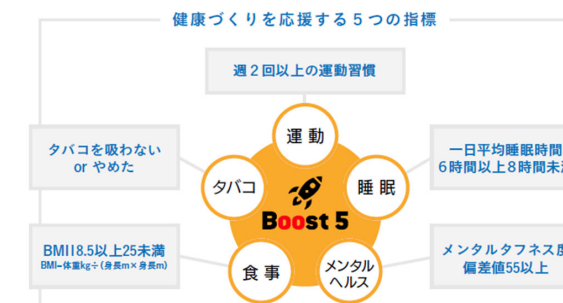 健康づくりを応援する5つの指標
週2回以上の運動習慣
運動
タバコを吸わない
or やめた
一日平均睡眠時間
6時間以上8時間未満
タバコ
睡眠
Boost 5
BMI18.5以上25未満
BMI=体重kg÷(身長m×身長m)
メンタルタフネス度
偏差値55以上
食事
メンタル
ヘルス